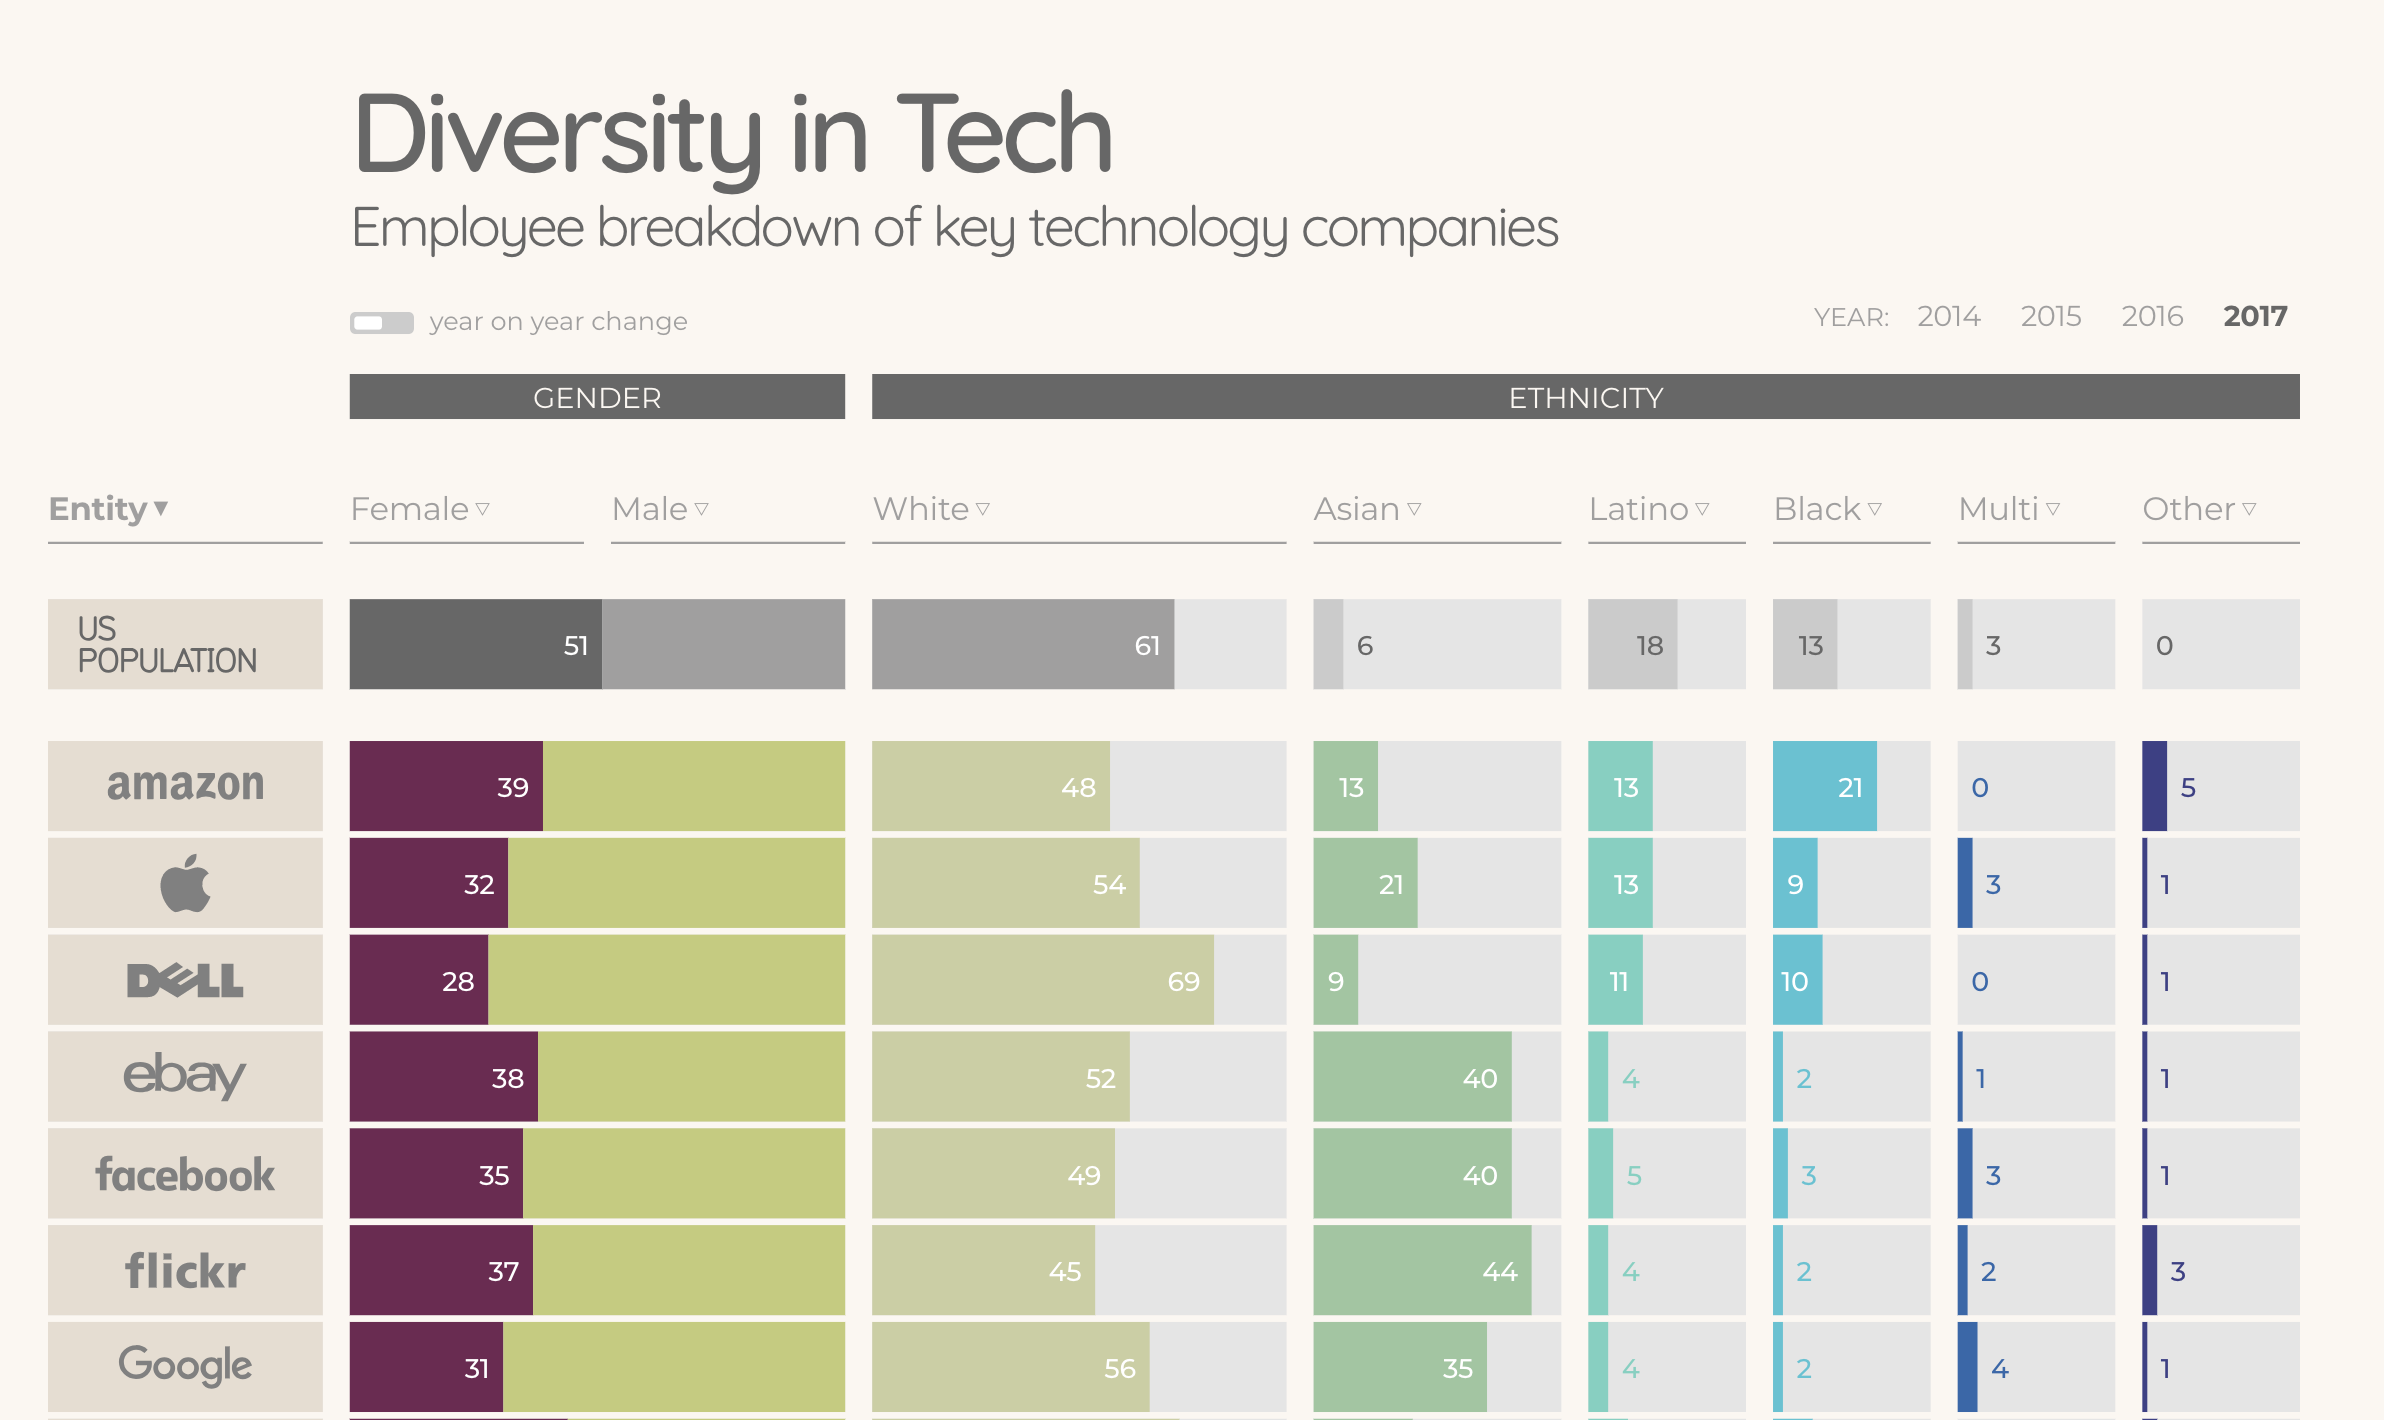 Diversity in Tech
Employee breakdown of key technology companies
year on year change YEAR: 2014 2015 2016 2017
GENDER ETHNICITY
Entity Female Male White Asian Latino Black Multi Other
US
POPULATION 51 61 6 18 13 3 0
amazon 39 48 13 13 21 0 5
32 54 21 13 9 3 1
DELL 28 69 9 11 10 0 1
ebay 38 52 40 4 2 1 1
facebook 35 49 40 5 3 3 1
flickr 37 45 44 4 2 2 3
Google 31 56 35 4 2 4 1